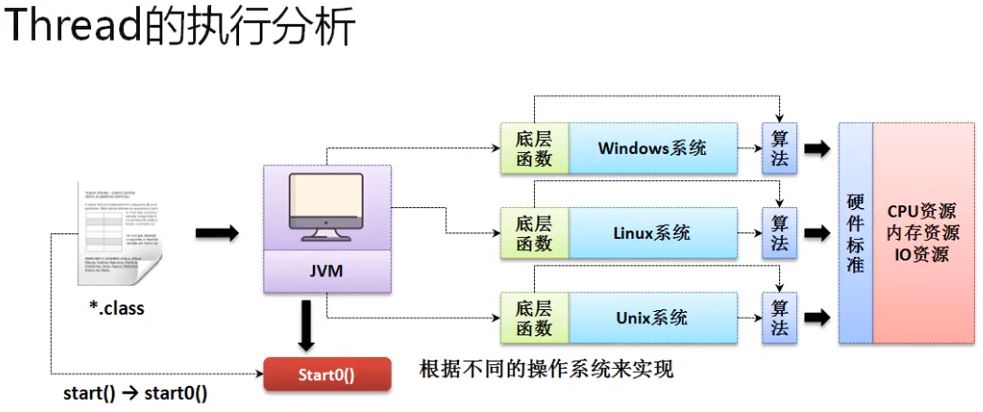 Thread的执行分析
底层
函数
Windows系统
算
法
底层
函数
Linux系统
算
法
底层
函数
Unix系统
算
法
硬
件
标
准
CPU资源
内存资源
IO资源
*.class
JVM
Start0()
start() → start0()
根据不同的操作系统来实现